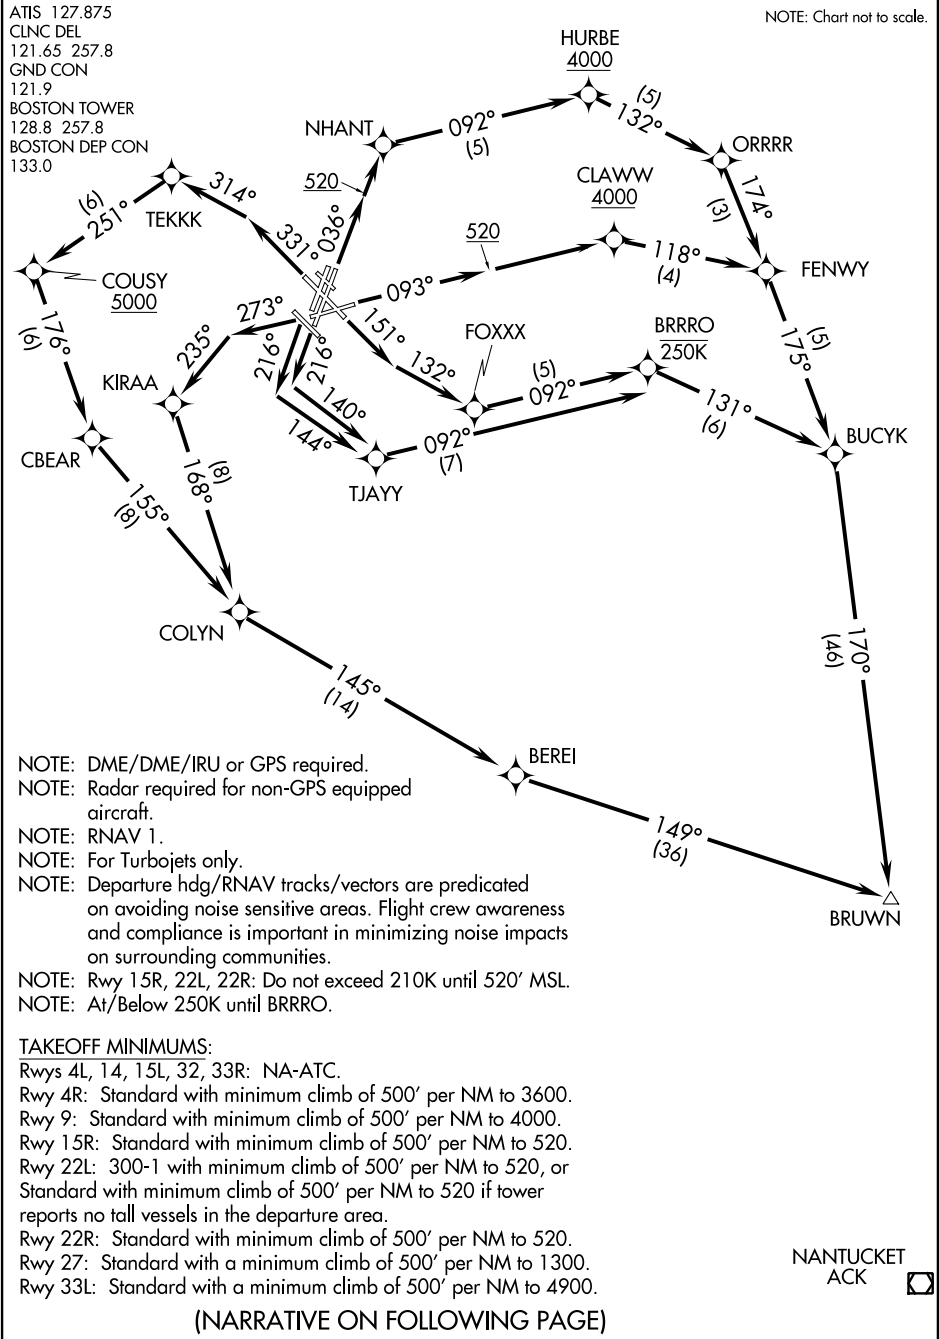 ATIS 127.875
CLNC DEL
121.65 257.8
GND CON
121.9
BOSTON TOWER
128.8 257.8
BOSTON DEP CON
133.0
NOTE: Chart not to scale.
HURBE
4000
(5)
132°
NHANT
092°
(5)
ORRRR
CLAWW
4000
174°
(3)
520
036°
314°
TEKKK
(6)
251°
331°
520
118°
(4)
FENWY
COUSY
5000
093°
273°
151°
FOXXX
BRRRO
250K
(5)
175°
176°
(6)
235°
216°
216°
132°
(5)
092°
KIRAA
140°
144°
131°
(6)
BUCYK
092°
(7)
CBEAR
TJAYY
(8)
168°
155°
(8)
COLYN
170°
(46)
145°
(14)
BEREI
149°
(36)
BRUWN
NOTE: DME/DME/IRU or GPS required.
NOTE: Radar required for non-GPS equipped
aircraft.
NOTE: RNAV 1.
NOTE: For Turbojets only.
NOTE: Departure hdg/RNAV tracks/vectors are predicated
on avoiding noise sensitive areas. Flight crew awareness
and compliance is important in minimizing noise impacts
on surrounding communities.
NOTE: Rwy 15R, 22L, 22R: Do not exceed 210K until 520′ MSL.
NOTE: At/Below 250K until BRRRO.
TAKEOFF MINIMUMS:
Rwys 4L, 14, 15L, 32, 33R: NA-ATC.
Rwy 4R: Standard with minimum climb of 500′ per NM to 3600.
Rwy 9: Standard with minimum climb of 500′ per NM to 4000.
Rwy 15R: Standard with minimum climb of 500′ per NM to 520.
Rwy 22L: 300-1 with minimum climb of 500′ per NM to 520, or
Standard with minimum climb of 500′ per NM to 520 if tower
reports no tall vessels in the departure area.
Rwy 22R: Standard with minimum climb of 500′ per NM to 520.
Rwy 27: Standard with a minimum climb of 500′ per NM to 1300.
Rwy 33L: Standard with a minimum climb of 500′ per NM to 4900.
NANTUCKET
ACK
(NARRATIVE ON FOLLOWING PAGE)